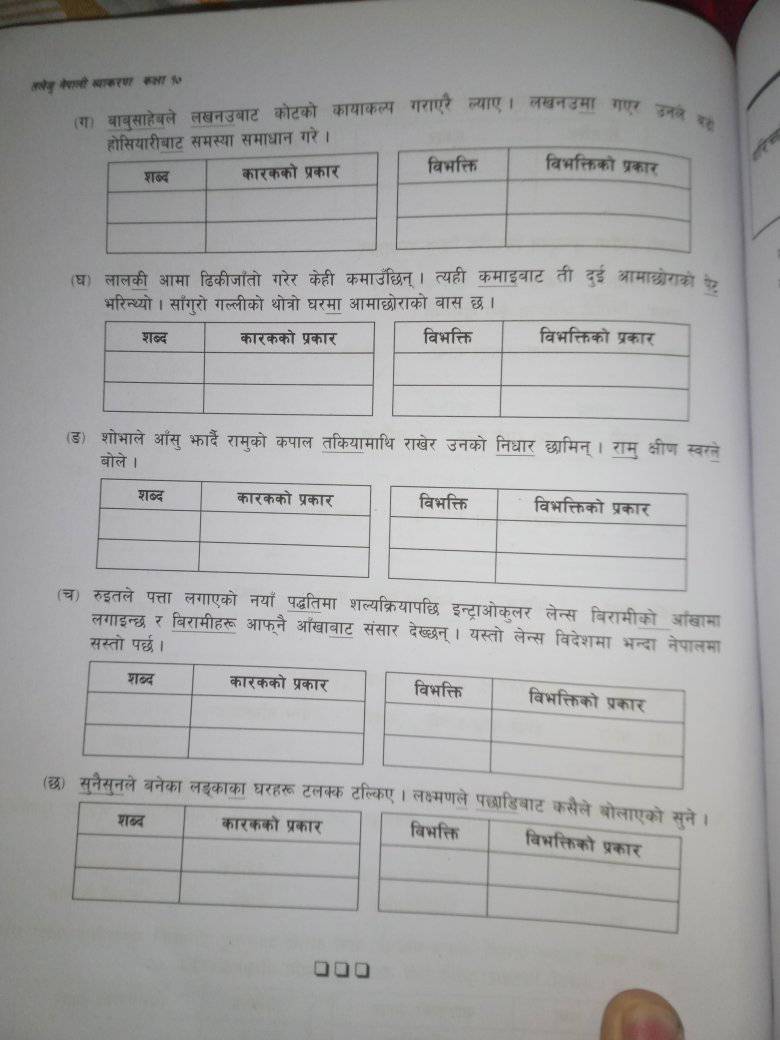 तलेजु नेपाली व्याकरण कक्षा १०
(ग) बाबुसाहेबले लखनउबाट कोटको कायाकल्प गराएरै ल्याए । लखनउमा गएर उनले बडो
होसियारीबाट समस्या समाधान गरे ।
शब्द कारकको प्रकार विभक्ति विभक्तिको प्रकार
(घ) लालकी आमा ढिकीजाँतो गरेर केही कमाउँछिन् । त्यही कमाइबाट ती दुई आमाछोराको पेट
भरिन्थ्यो । साँगुरो गल्लीको थोत्रो घरमा आमाछोराको बास छ ।
शब्द कारकको प्रकार विभक्ति विभक्तिको प्रकार
(ङ) शोभाले आँसु झार्दै रामुको कपाल तकियामाथि राखेर उनको निधार छामिन् । रामु क्षीण स्वरले
बोले ।
शब्द कारकको प्रकार विभक्ति विभक्तिको प्रकार
(च) रुइतले पत्ता लगाएको नयाँ पद्धतिमा शल्यक्रियापछि इन्ट्राओकुलर लेन्स बिरामीको आँखामा
लगाइन्छ र बिरामीहरू आफ्नै आँखाबाट संसार देख्छन् । यस्तो लेन्स विदेशमा भन्दा नेपालमा
सस्तो पर्छ ।
शब्द कारकको प्रकार विभक्ति विभक्तिको प्रकार
(छ) सुनैसुनले बनेका लङ्काका घरहरू टलक्क टल्किए । लक्ष्मणले पछाडिबाट कसैले बोलाएको सुने ।
शब्द कारकको प्रकार विभक्ति विभक्तिको प्रकार